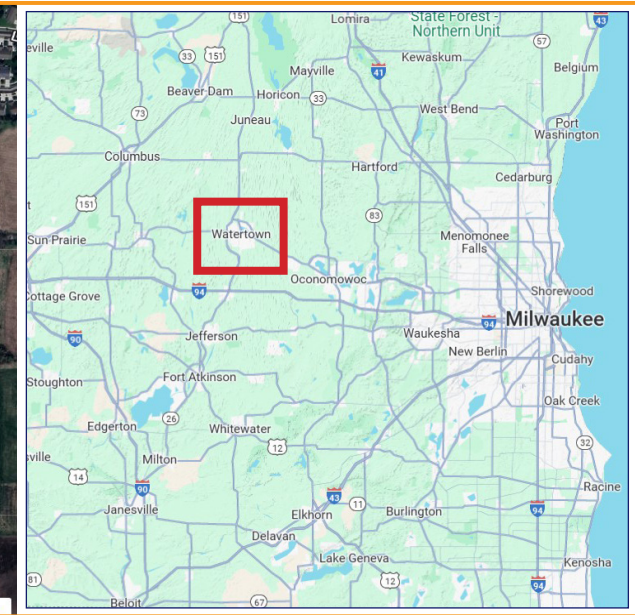 151
Lomira
State Forest -
Northern Unit
43
eville
33
151
57
Kewaskum
Mayville
41
Belgium
Beaver Dam
Horicon
33
73
West Bend
Juneau
Port
Washington
Columbus
Hartford
Cedarburg
151
83
Sun Prairie
Watertown
Menomonee
Falls
Oconomowoc
94
Cottage Grove
Shorewood
94
Milwaukee
90
Jefferson
Waukesha
New Berlin
Cudahy
Stoughton
Fort Atkinson
Oak Creek
26
Edgerton
Whitewater
12
32
sville
Milton
14
90
43
Racine
Janesville
Elkhorn
11
Burlington
94
Delavan
Lake Geneva
Kenosha
81
12
94
Beloit
67